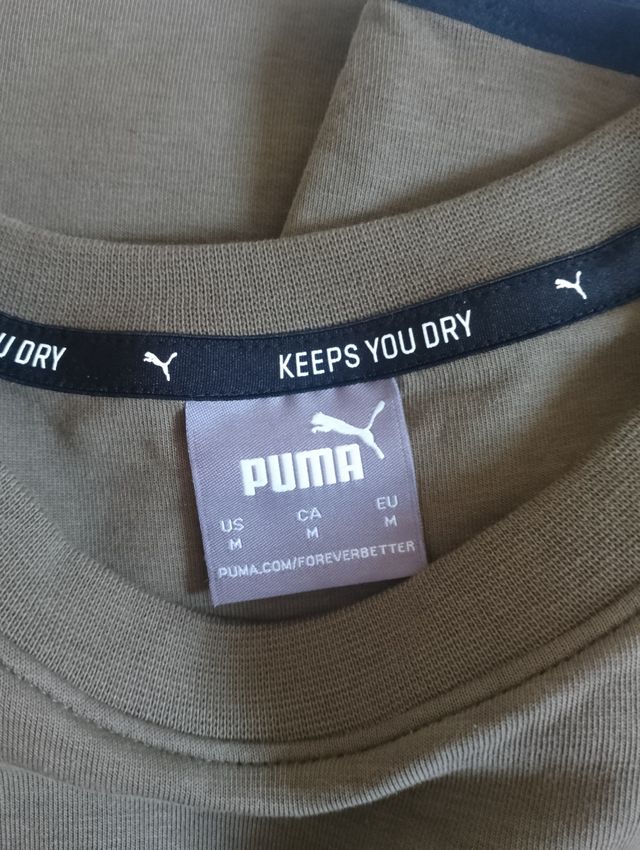 U DRY
KEEPS YOU DRY
PUMA
US CA EU
M M M
PUMA.COM/FOREVERBETTER